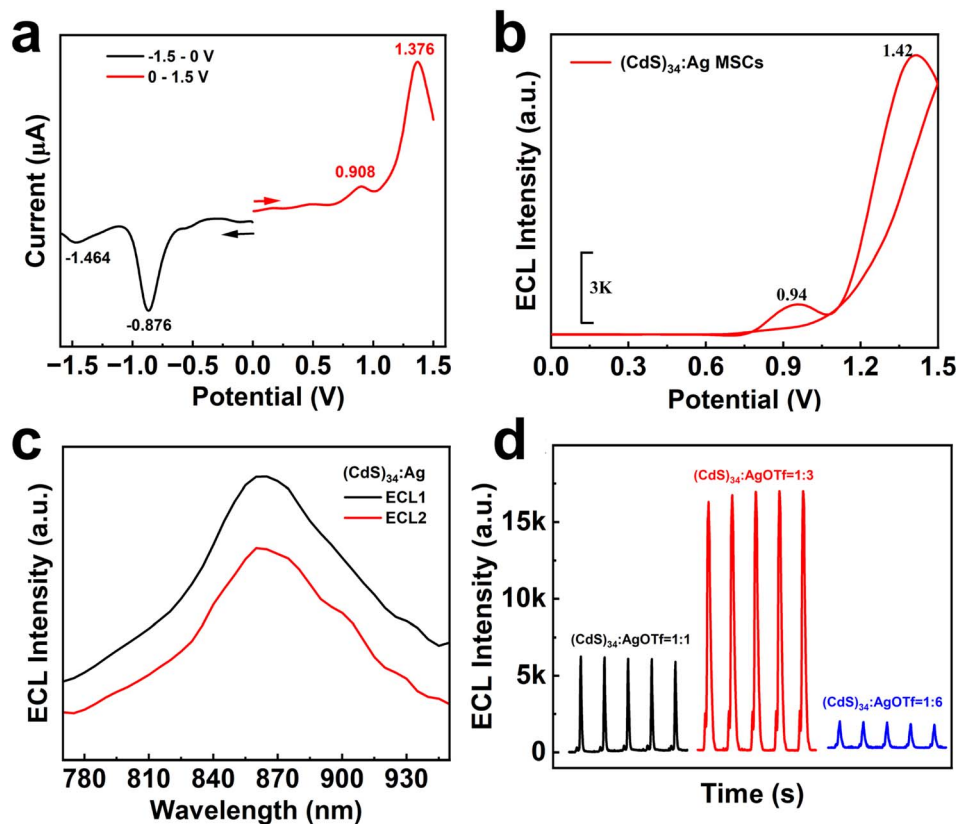 a
-1.5 - 0 V
0 - 1.5 V
1.376
0.908
-1.464
-0.876
Current (μA)
−1.5 −1.0 −0.5 0.0 0.5 1.0 1.5
Potential (V)
b
(CdS)₃₄:Ag MSCs
1.42
0.94
3K
ECL Intensity (a.u.)
0.0 0.3 0.6 0.9 1.2 1.5
Potential (V)
c
(CdS)₃₄:Ag
ECL1
ECL2
ECL Intensity (a.u.)
780 810 840 870 900 930
Wavelength (nm)
d
(CdS)₃₄:AgOTf=1:3
(CdS)₃₄:AgOTf=1:1
(CdS)₃₄:AgOTf=1:6
15k
10k
5k
0
ECL Intensity (a.u.)
Time (s)